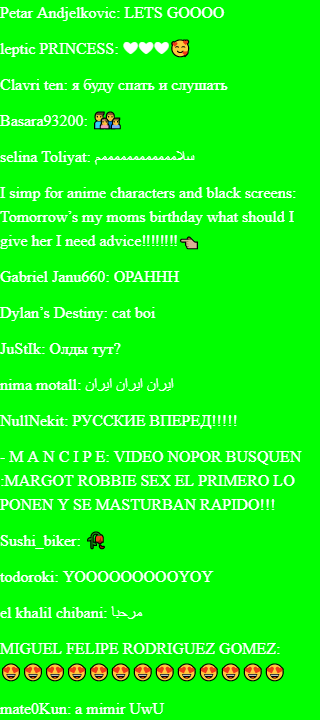 Petar Andjelkovic: LETS GOOOO
leptic PRINCESS: 🤍🤍🤍🥰
Clavri ten: я буду спать и слушать
Basara93200: 👨‍👩‍👧‍👦
selina Toliyat: سلاممممممممممممم
I simp for anime characters and black screens:
Tomorrow's my moms birthday what should I
give her I need advice!!!!!!!!👈🏼
Gabriel Janu660: OPAHHH
Dylan's Destiny: cat boi
JuStIk: Олды тут?
nima motall: ایران ایران ایران
NullNekit: РУССКИЕ ВПЕРЕД!!!!!
- M A N C I P E: VIDEO NOPOR BUSQUEN
:MARGOT ROBBIE SEX EL PRIMERO LO
PONEN Y SE MASTURBAN RAPIDO!!!
Sushi_biker: 🥀
todoroki: YOOOOOOOOOYOY
el khalil chibani: مرحبا
MIGUEL FELIPE RODRIGUEZ GOMEZ:
😍😍😍😍😍😍😍😍😍😍😍😍😍
mate0Kun: a mimir UwU